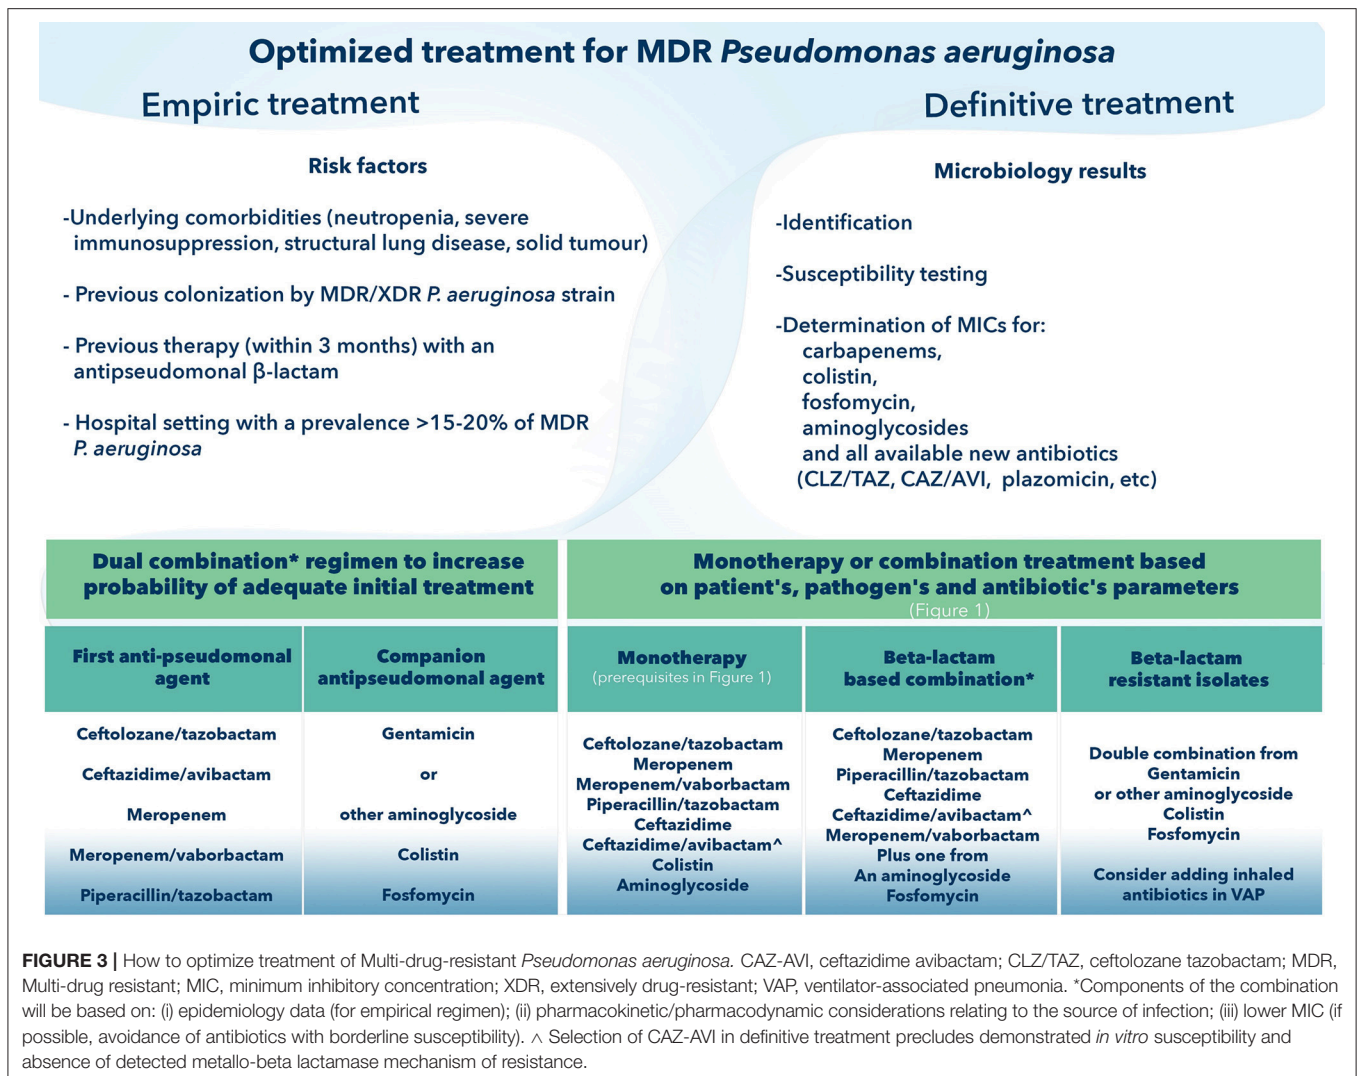 Optimized treatment for MDR Pseudomonas aeruginosa
Empiric treatment
Risk factors
-Underlying comorbidities (neutropenia, severe
immunosuppression, structural lung disease, solid tumour)
- Previous colonization by MDR/XDR P. aeruginosa strain
- Previous therapy (within 3 months) with an
antipseudomonal β-lactam
- Hospital setting with a prevalence >15-20% of MDR
P. aeruginosa
Definitive treatment
Microbiology results
-Identification
-Susceptibility testing
-Determination of MICs for:
carbapenems,
colistin,
fosfomycin,
aminoglycosides
and all available new antibiotics
(CLZ/TAZ, CAZ/AVI, plazomicin, etc)
Dual combination* regimen to increase
probability of adequate initial treatment
First anti-pseudomonal
agent
Ceftolozane/tazobactam
Ceftazidime/avibactam
Meropenem
Meropenem/vaborbactam
Piperacillin/tazobactam
Companion
antipseudomonal agent
Gentamicin
or
other aminoglycoside
Colistin
Fosfomycin
Monotherapy or combination treatment based
on patient's, pathogen's and antibiotic's parameters
(Figure 1)
Monotherapy
(prerequisites in Figure 1)
Ceftolozane/tazobactam
Meropenem
Meropenem/vaborbactam
Piperacillin/tazobactam
Ceftazidime
Ceftazidime/avibactam^
Colistin
Aminoglycoside
Beta-lactam
based combination*
Ceftolozane/tazobactam
Meropenem
Piperacillin/tazobactam
Ceftazidime
Ceftazidime/avibactam^
Meropenem/vaborbactam
Plus one from
An aminoglycoside
Fosfomycin
Beta-lactam
resistant isolates
Double combination from
Gentamicin
or other aminoglycoside
Colistin
Fosfomycin
Consider adding inhaled
antibiotics in VAP
FIGURE 3 | How to optimize treatment of Multi-drug-resistant Pseudomonas aeruginosa. CAZ-AVI, ceftazidime avibactam; CLZ/TAZ, ceftolozane tazobactam; MDR,
Multi-drug resistant; MIC, minimum inhibitory concentration; XDR, extensively drug-resistant; VAP, ventilator-associated pneumonia. *Components of the combination
will be based on: (i) epidemiology data (for empirical regimen); (ii) pharmacokinetic/pharmacodynamic considerations relating to the source of infection; (iii) lower MIC (if
possible, avoidance of antibiotics with borderline susceptibility). ∧ Selection of CAZ-AVI in definitive treatment precludes demonstrated in vitro susceptibility and
absence of detected metallo-beta lactamase mechanism of resistance.